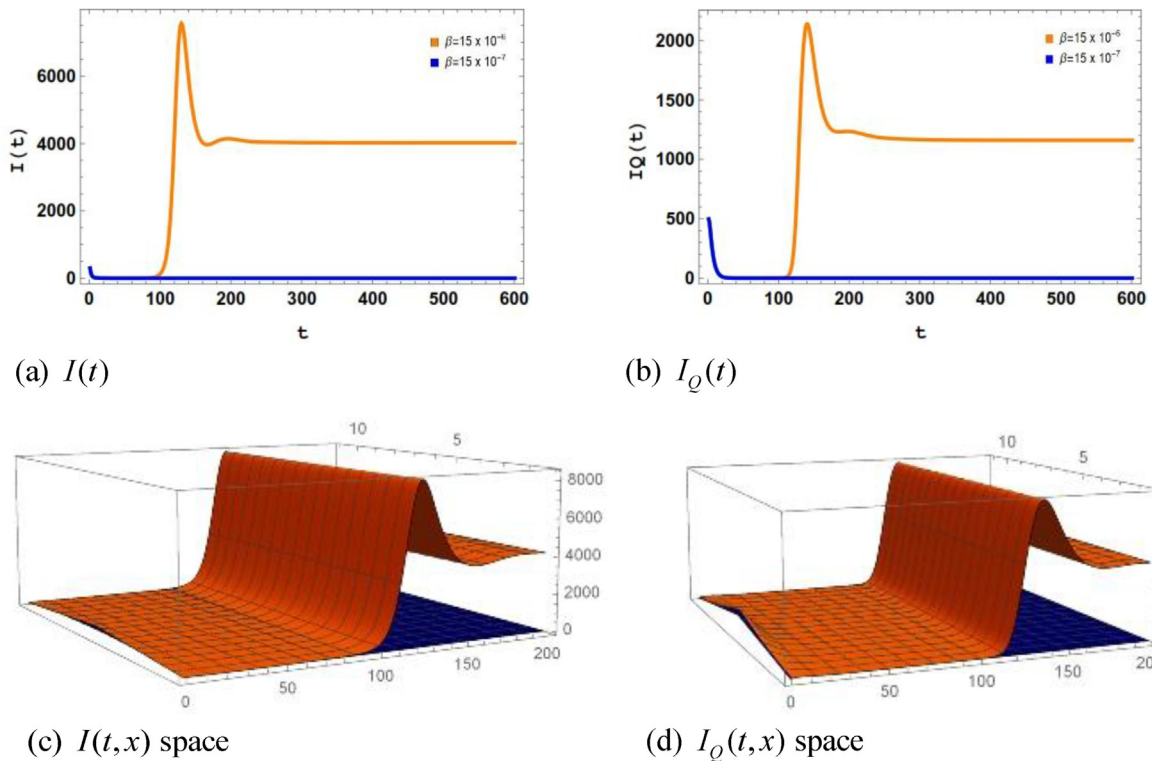 β=15 x 10⁻⁶
β=15 x 10⁻⁷
6000
4000
2000
0
I(t)
0 100 200 300 400 500 600
t
(a) I(t)
β=15 x 10⁻⁶
β=15 x 10⁻⁷
2000
1500
1000
500
0
IQ(t)
0 100 200 300 400 500 600
t
(b) I_Q(t)
10 5
8000
6000
4000
2000
0
0 50 100 150 200
(c) I(t,x) space
10 5
0 50 100 150 20
(d) I_Q(t,x) space